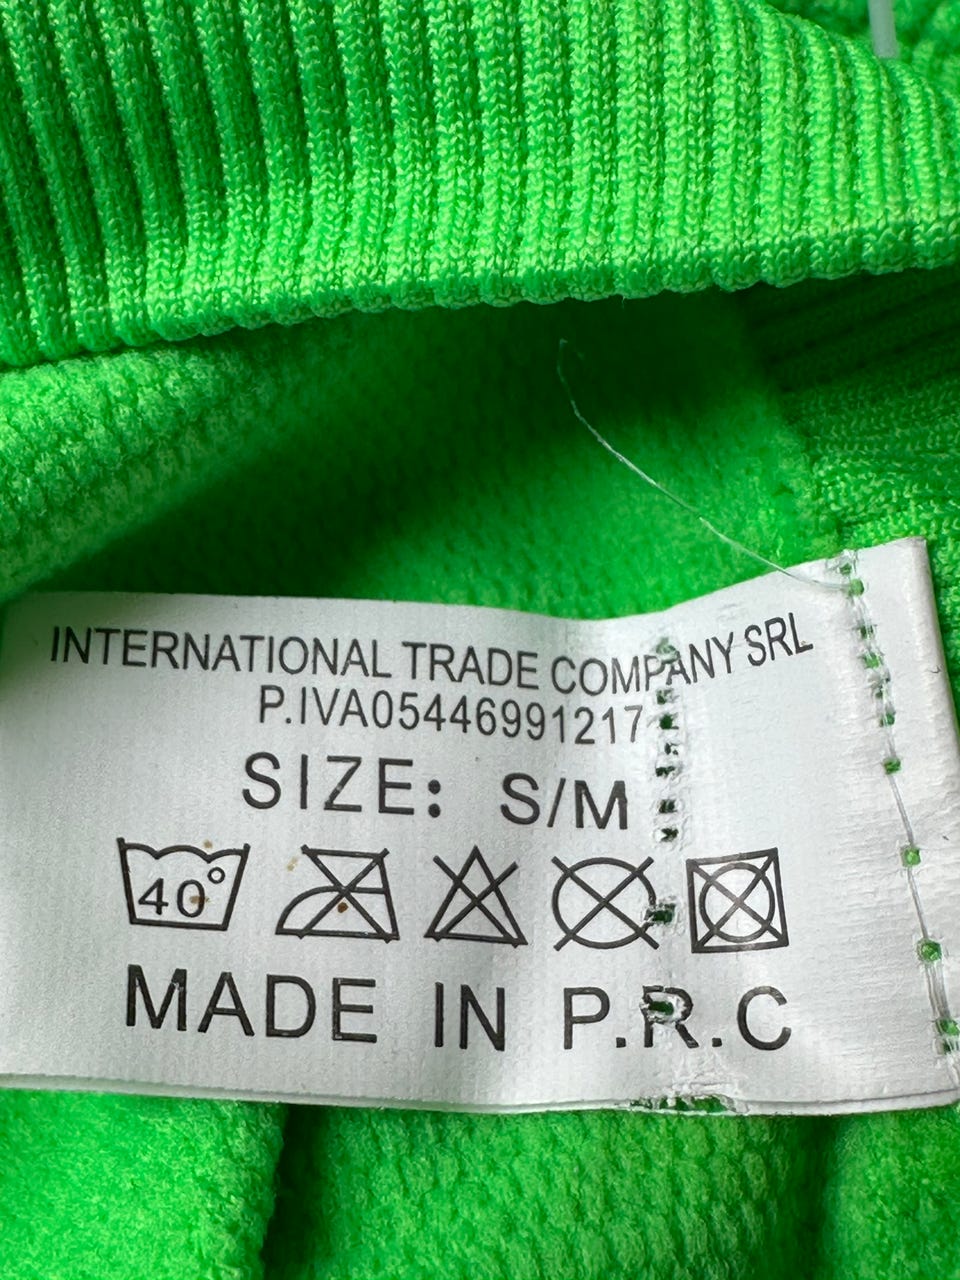 INTERNATIONAL TRADE COMPANY SRL
P.IVA05446991217
SIZE: S/M
40°
MADE IN P.R.C